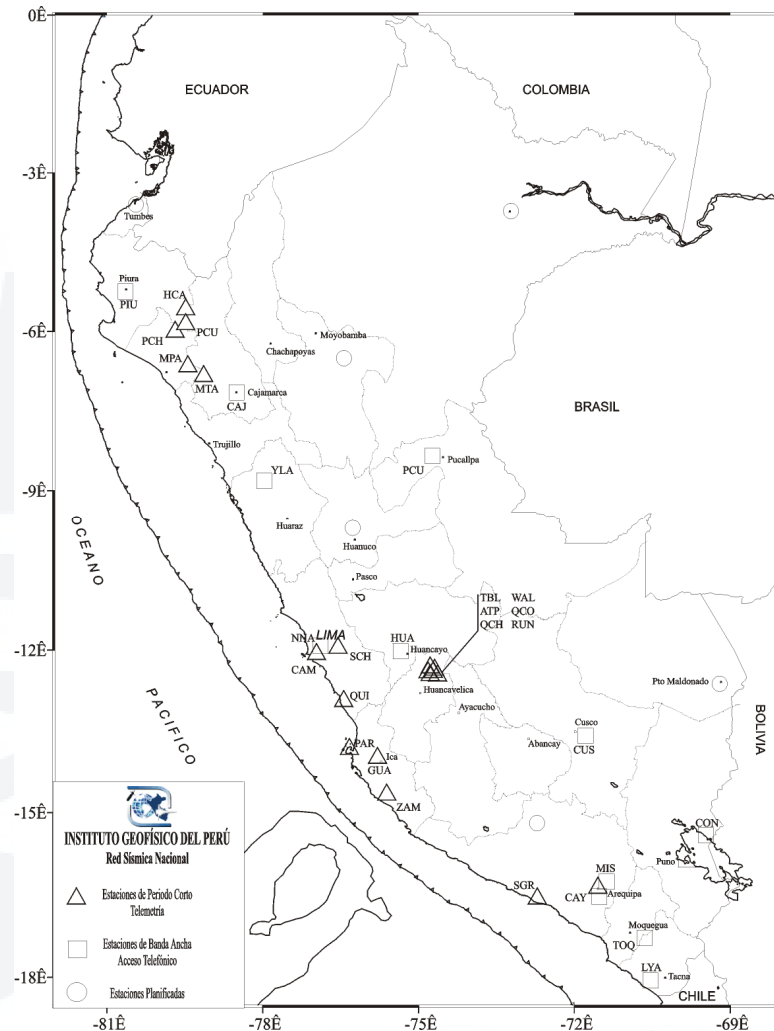 0Ê
ECUADOR
COLOMBIA
-3Ê
Tumbes
Piura
PIU
HCA
-6Ê
PCH
PCU
Moyobamba
Chachapoyas
MPA
MTA
CAJ
Cajamarca
BRASIL
Trujillo
PCU
Pucallpa
YLA
-9Ê
Huaraz
Huanuco
OCEANO
Pasco
TBL WAL
ATP QCO
QCH RUN
NNA
LIMA
HUA
Huancayo
-12Ê
SCH
CAM
Huancavelica
Pto Maldonado
QUI
Ayacucho
PACIFICO
BOLIVIA
Cusco
CUS
Abancay
PAR
Ica
GUA
ZAM
-15Ê
CON
Puno
MIS
SGR
CAY
Arequipa
Moquegua
TOQ
LYA
Tacna
-18Ê
CHILE
INSTITUTO GEOFÍSICO DEL PERÚ
Red Sísmica Nacional
Estaciones de Periodo Corto
Telemetría
Estaciones de Banda Ancha
Acceso Telefónico
Estaciones Planificadas
-81Ê
-78Ê
-75Ê
-72Ê
-69Ê